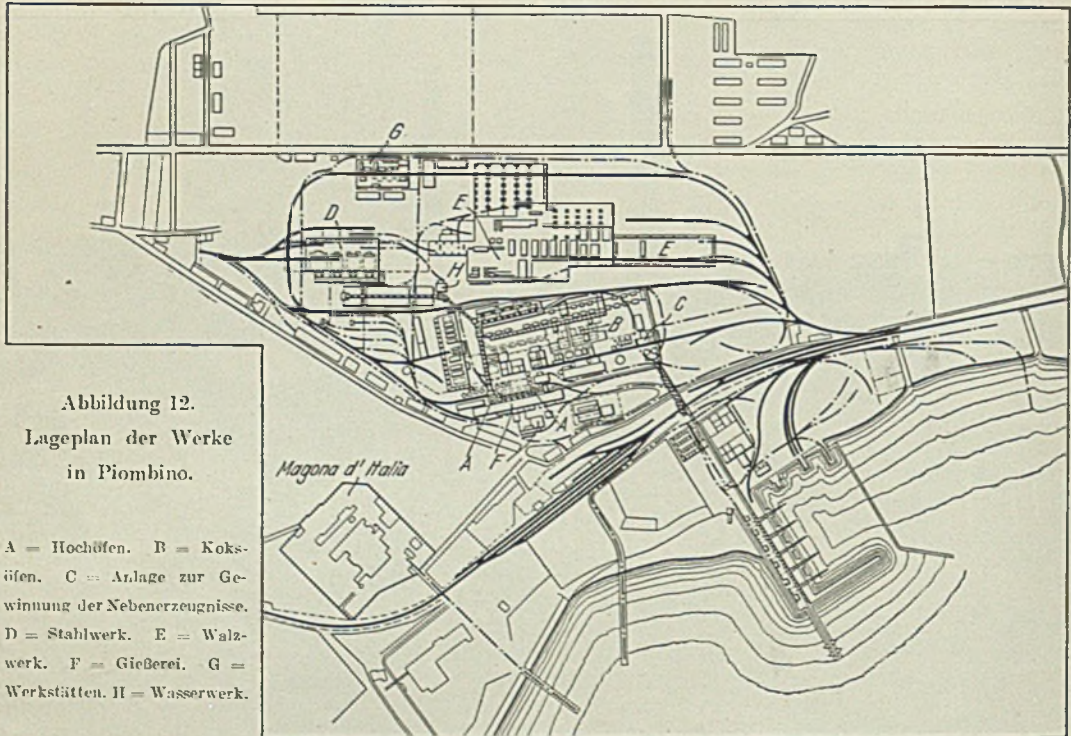 G
D
E
H
E
C
B
A
A
F
Magona d'Italia
Abbildung 12.
Lageplan der Werke
in Piombino.
A = Hochöfen. B = Koks-
öfen. C = Anlage zur Ge-
winnung der Nebenerzeugnisse.
D = Stahlwerk. E = Walz-
werk. F = Gießerei. G =
Werkstätten. H = Wasserwerk.